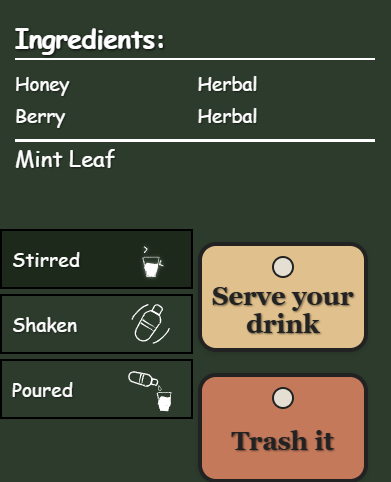 Ingredients:
Honey Herbal
Berry Herbal
Mint Leaf
Stirred
Shaken
Poured
Serve your
drink
Trash it